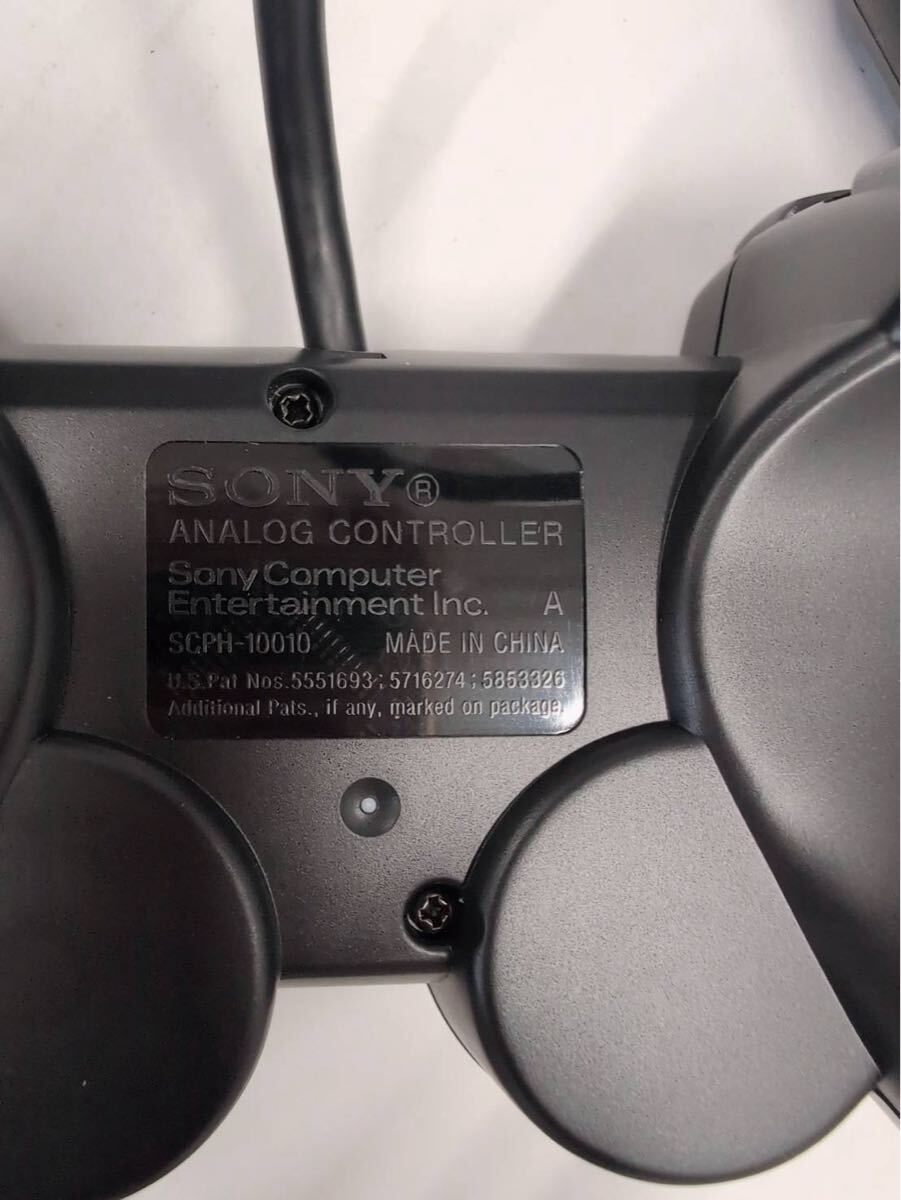 SONY®
ANALOG CONTROLLER
Sony Computer
Entertainment Inc. A
SCPH-10010 MADE IN CHINA
U.S.Pat Nos.5551693;5716274;5853326
Additional Pats., if any, marked on package.